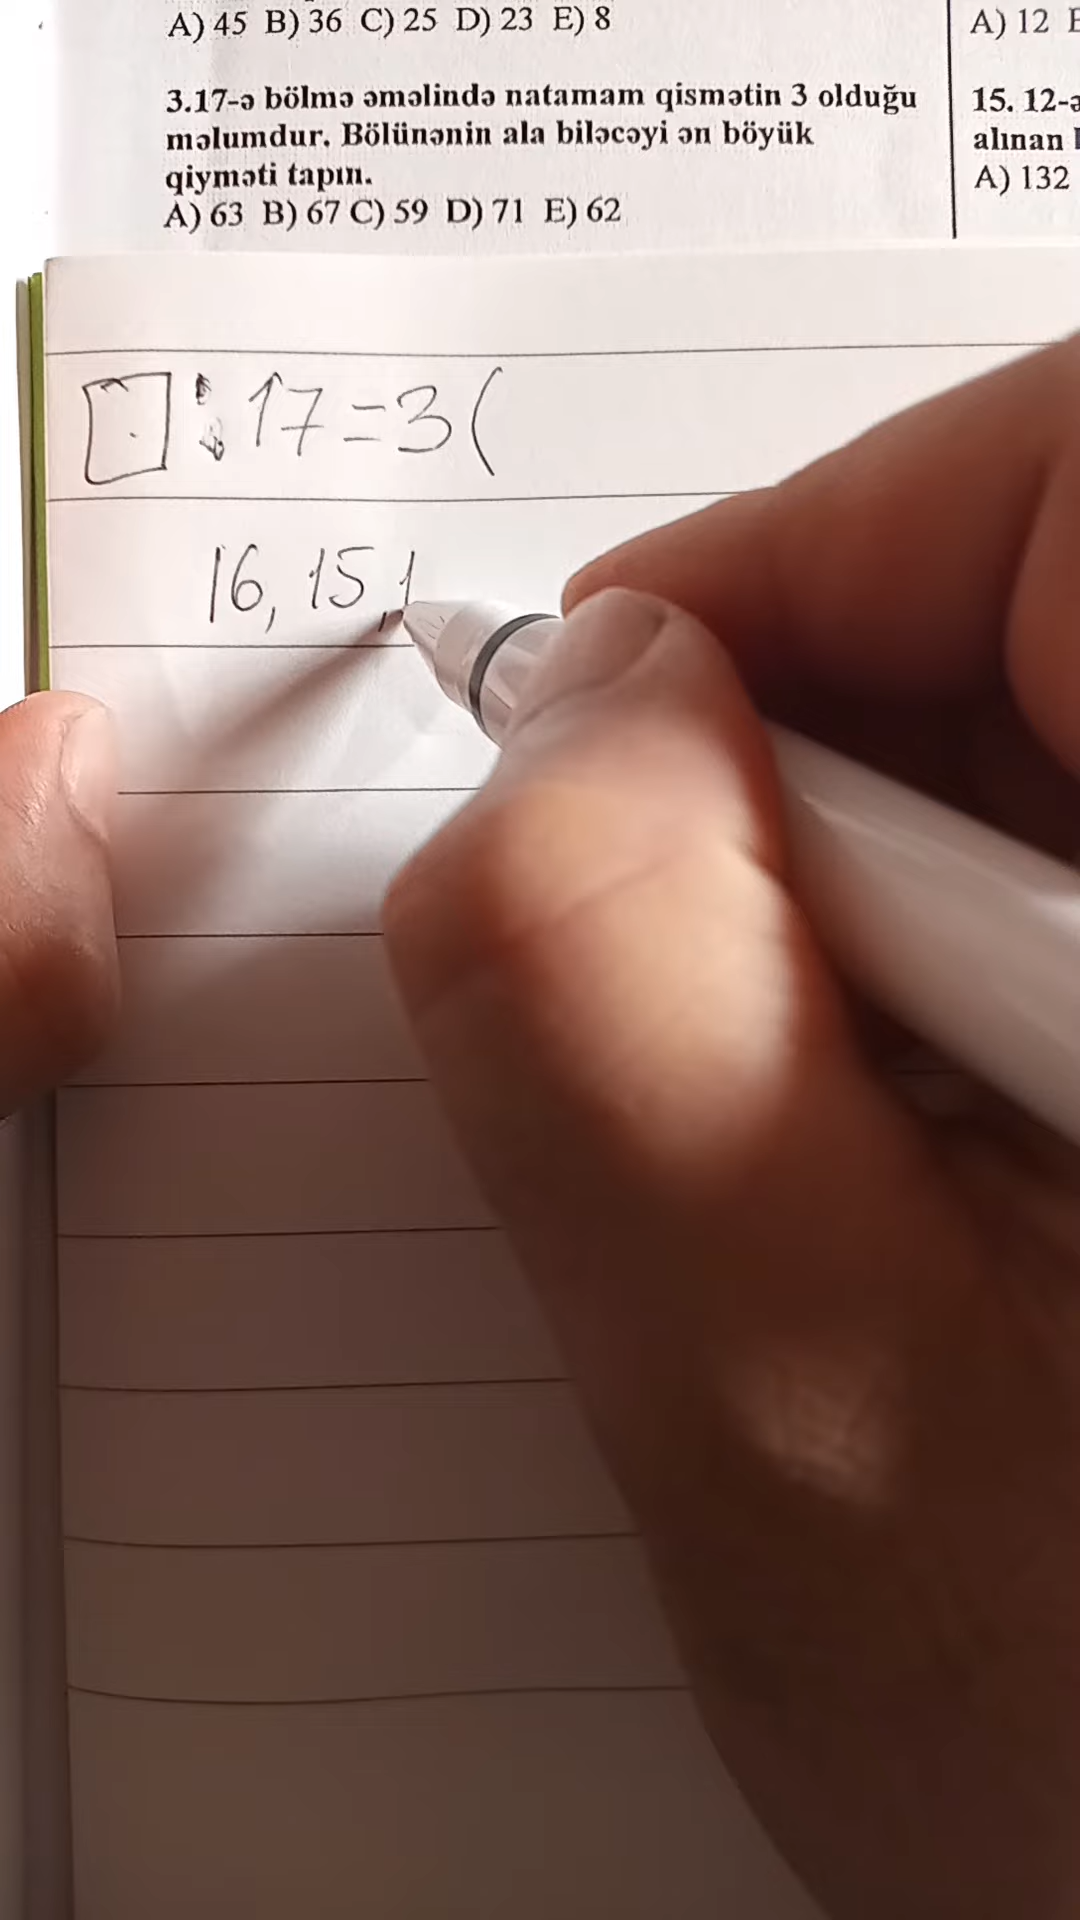 A) 45 B) 36 C) 25 D) 23 E) 8
3.17-ə bölmə əməlində natamam qismətin 3 olduğu
məlumdur. Bölünənin ala biləcəyi ən böyük
qiyməti tapın.
A) 63 B) 67 C) 59 D) 71 E) 62
A) 12
15. 12-ə
alınan
A) 132
: 17 = 3 (
16, 15, 1